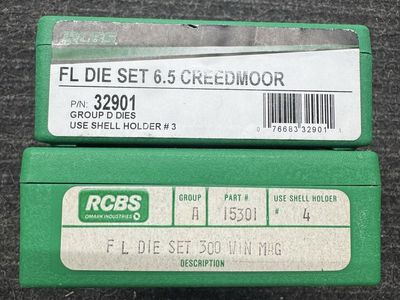 RCBS
FL DIE SET 6.5 CREEDMOOR
P/N: 32901
GROUP D DIES
USE SHELL HOLDER # 3
0 76683 32901 1
RCBS
OMARK INDUSTRIES
GROUP PART # USE SHELL HOLDER
A 15301 # 4
F L DIE SET 300 WIN MAG
DESCRIPTION